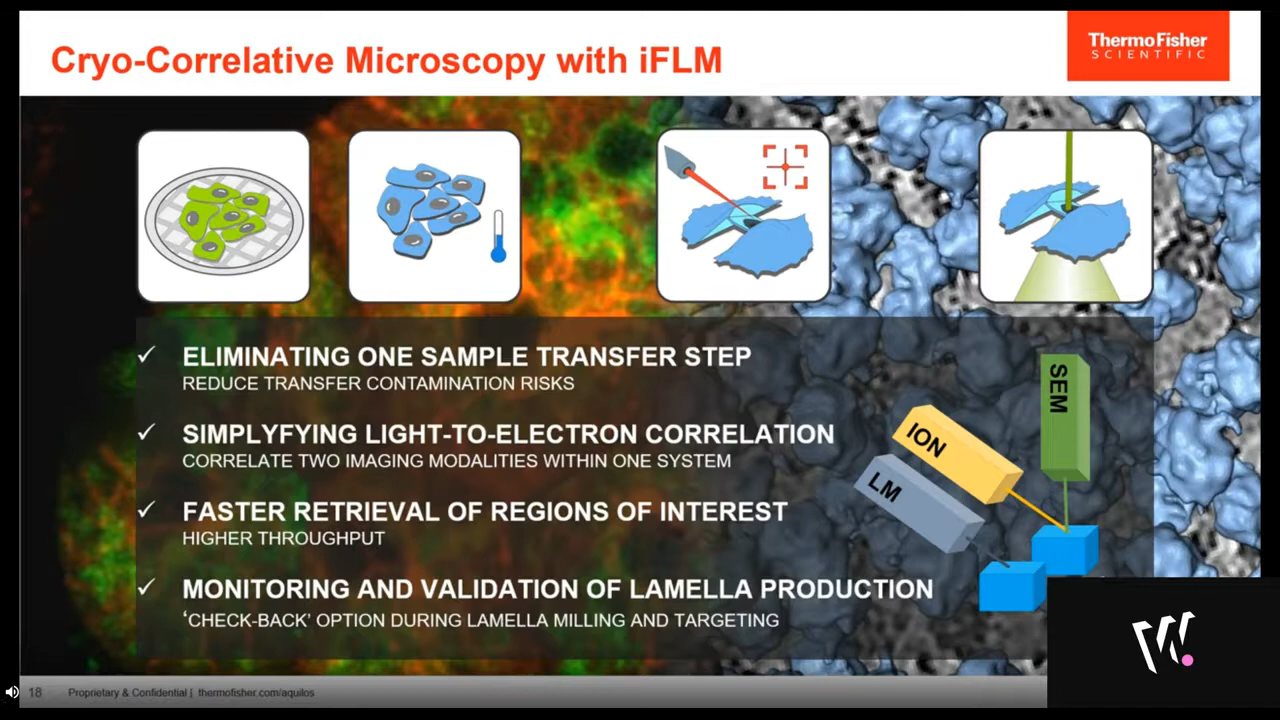 Cryo-Correlative Microscopy with iFLM
ThermoFisher
SCIENTIFIC
✓ ELIMINATING ONE SAMPLE TRANSFER STEP
REDUCE TRANSFER CONTAMINATION RISKS
✓ SIMPLYFYING LIGHT-TO-ELECTRON CORRELATION
CORRELATE TWO IMAGING MODALITIES WITHIN ONE SYSTEM
✓ FASTER RETRIEVAL OF REGIONS OF INTEREST
HIGHER THROUGHPUT
✓ MONITORING AND VALIDATION OF LAMELLA PRODUCTION
‘CHECK-BACK’ OPTION DURING LAMELLA MILLING AND TARGETING
SEM
ION
LM
18 Proprietary & Confidential | thermofisher.com/aquilos
W.